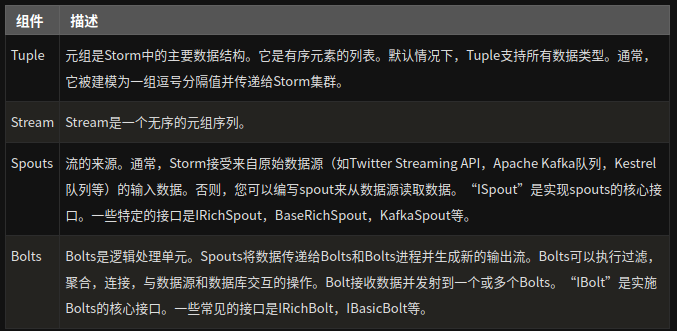 组件 描述
Tuple 元组是Storm中的主要数据结构。它是有序元素的列表。默认情况下，Tuple支持所有数据类型。通常，
它被建模为一组逗号分隔值并传递给Storm集群。
Stream Stream是一个无序的元组序列。
Spouts 流的来源。通常，Storm接受来自原始数据源（如Twitter Streaming API，Apache Kafka队列，Kestrel
队列等）的输入数据。否则，您可以编写spout来从数据源读取数据。“ISpout”是实现spouts的核心接
口。一些特定的接口是IRichSpout，BaseRichSpout，KafkaSpout等。
Bolts Bolts是逻辑处理单元。Spouts将数据传递给Bolts和Bolts进程并生成新的输出流。Bolts可以执行过滤，
聚合，连接，与数据源和数据库交互的操作。Bolt接收数据并发射到一个或多个Bolts。“IBolt”是实施
Bolts的核心接口。一些常见的接口是IRichBolt，IBasicBolt等。